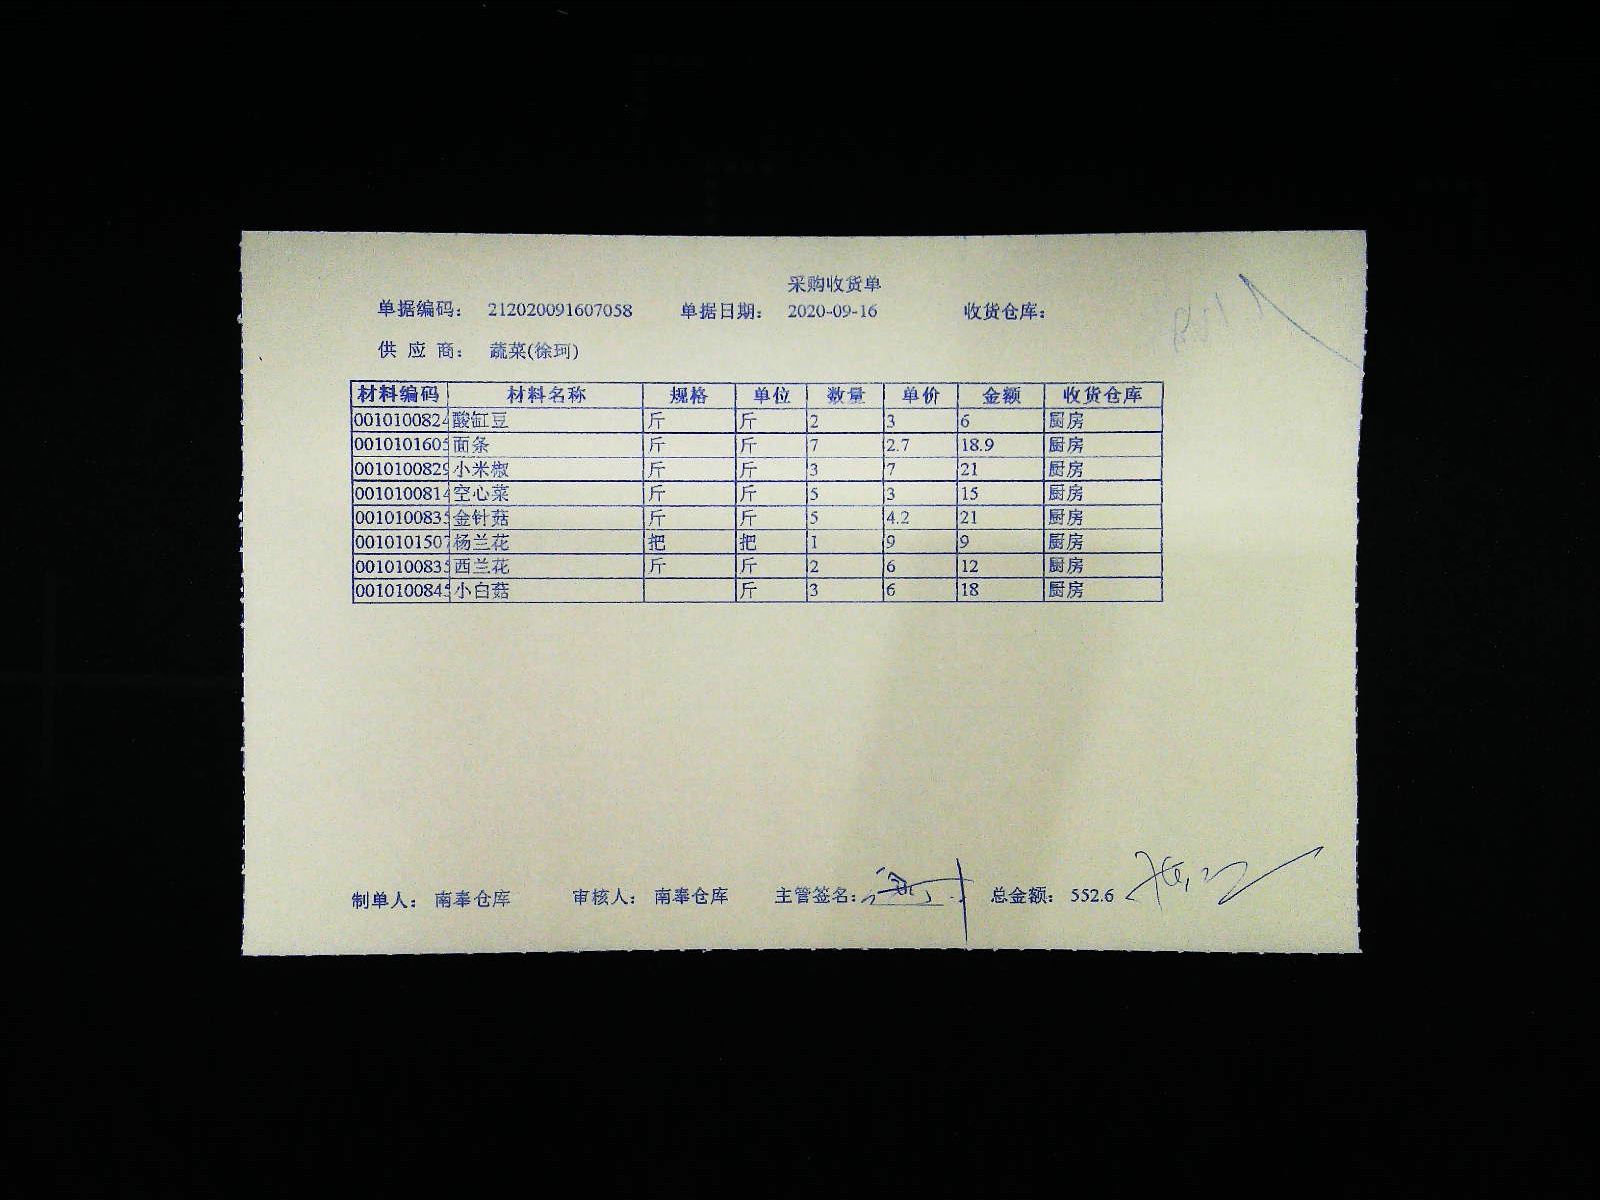 采购收货单
单据编码： 212020091607058 单据日期： 2020-09-16 收货仓库：
供 应 商： 蔬菜(徐珂)
材料编码 材料名称 规格 单位 数量 单价 金额 收货仓库
0010100824 酸缸豆 斤 斤 2 3 6 厨房
0010101605 面条 斤 斤 7 2.7 18.9 厨房
0010100829 小米椒 斤 斤 3 7 21 厨房
0010100814 空心菜 斤 斤 5 3 15 厨房
0010100835 金针菇 斤 斤 5 4.2 21 厨房
0010101507 杨兰花 把 把 1 9 9 厨房
0010100835 西兰花 斤 斤 2 6 12 厨房
0010100845 小白菇 斤 3 6 18 厨房
制单人： 南奉仓库 审核人： 南奉仓库 主管签名： 总金额： 552.6